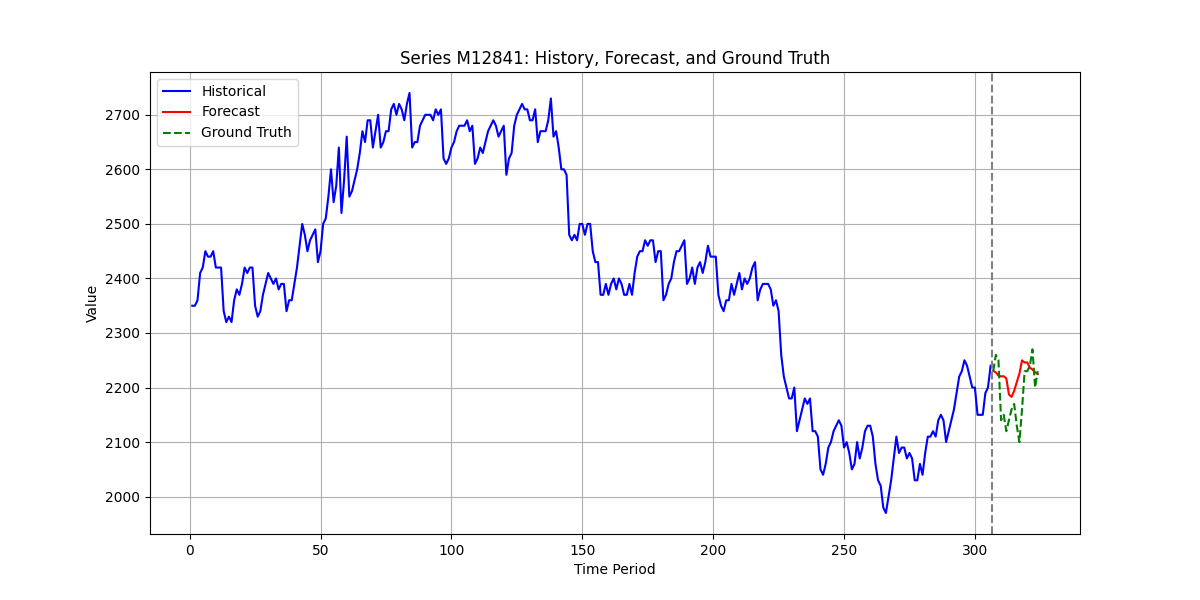 Series M12841: History, Forecast, and Ground Truth
Historical
Forecast
Ground Truth
Value
2700
2600
2500
2400
2300
2200
2100
2000
0 50 100 150 200 250 300
Time Period